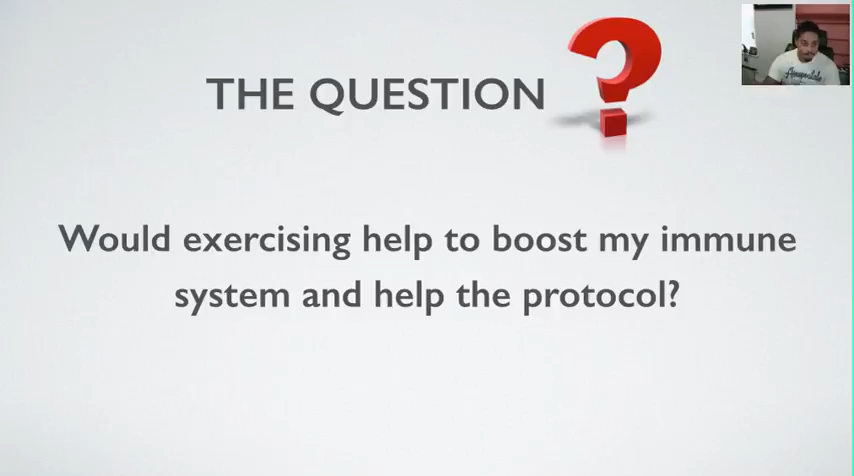 THE QUESTION
Would exercising help to boost my immune
system and help the protocol?